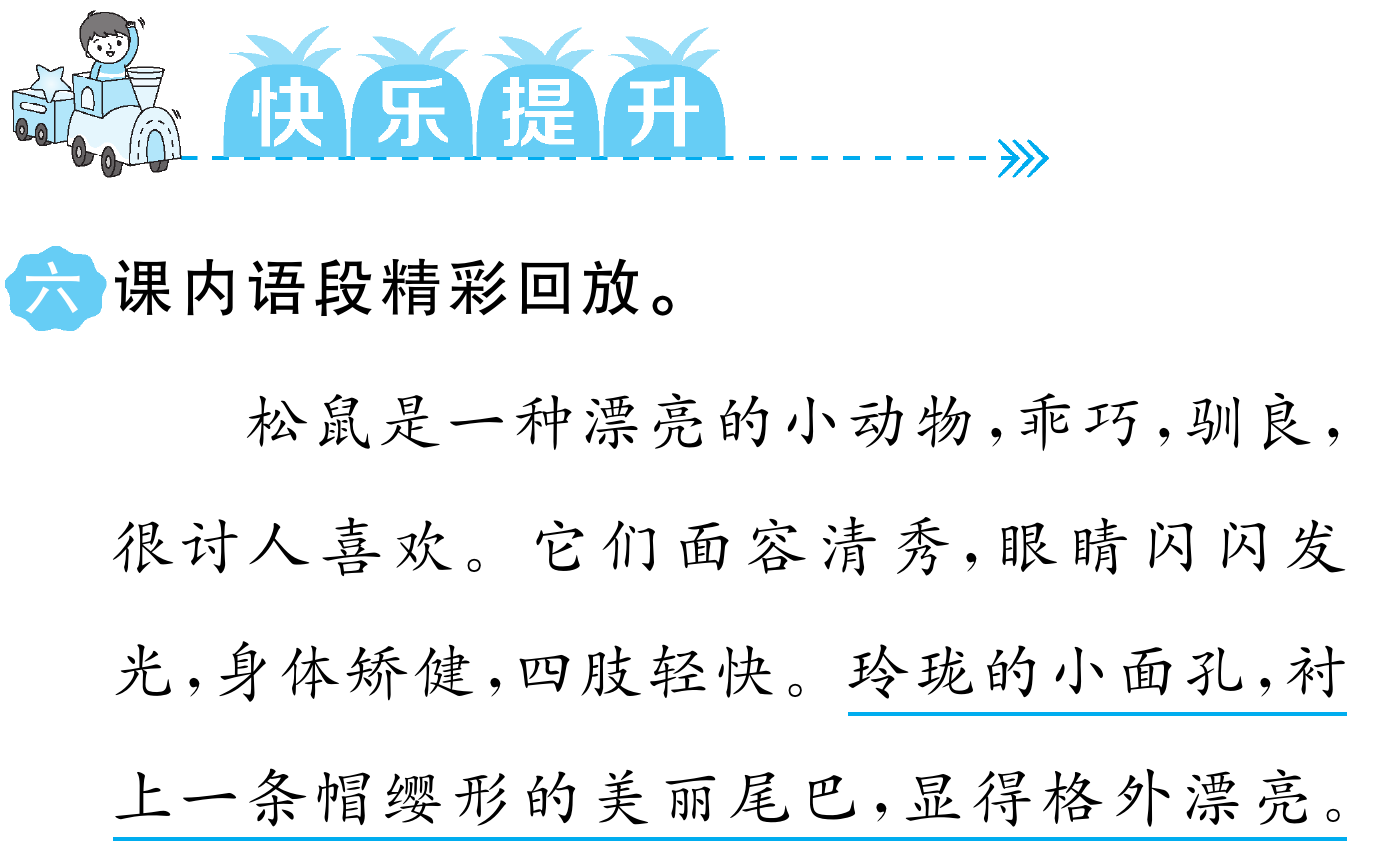 快乐提升
六 课内语段精彩回放。
松鼠是一种漂亮的小动物,乖巧,驯良,
很讨人喜欢。它们面容清秀,眼睛闪闪发
光,身体矫健,四肢轻快。玲珑的小面孔,衬
上一条帽缨形的美丽尾巴,显得格外漂亮。